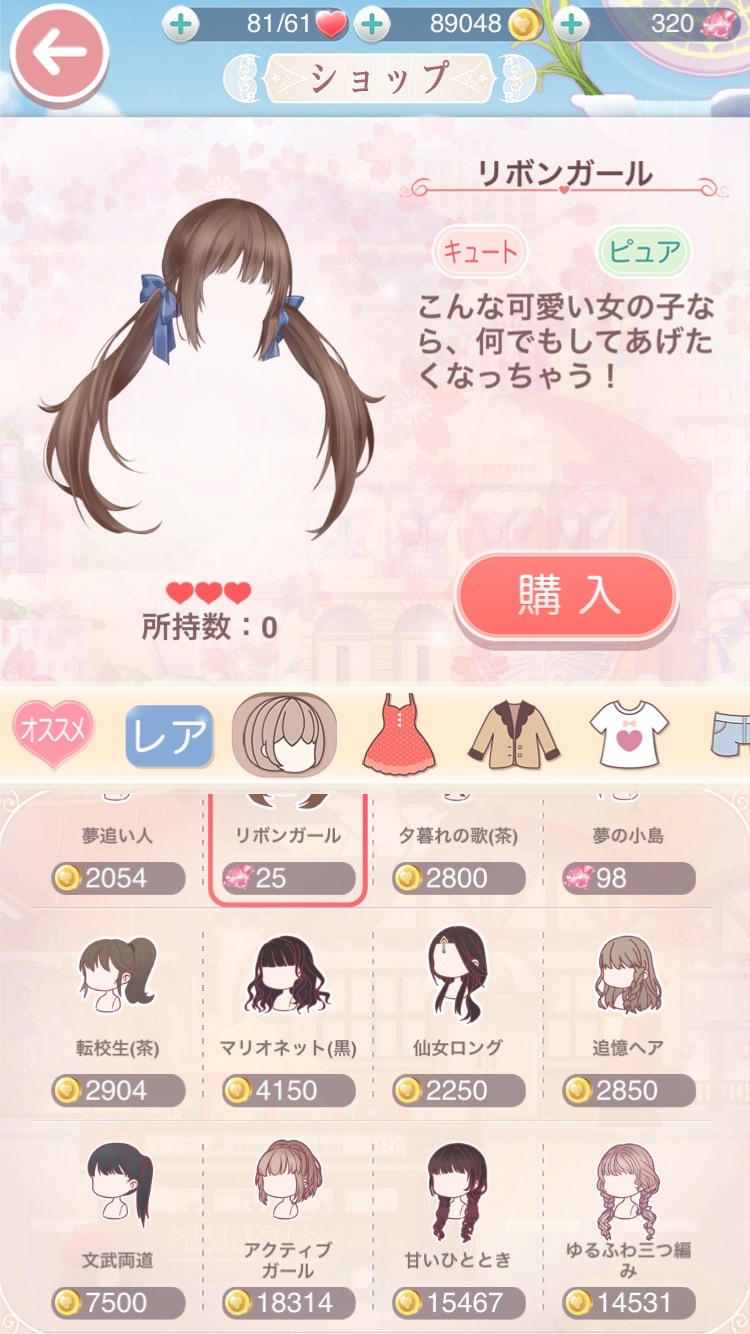 81/61
89048
320
ショップ
リボンガール
キュート
ピュア
こんな可愛い女の子な
ら、何でもしてあげた
くなっちゃう！
所持数：0
購入
オススメ
レア
夢追い人
リボンガール
夕暮れの歌(茶)
夢の小島
2054
25
2800
98
転校生(茶)
マリオネット(黒)
仙女ロング
追憶ヘア
2904
4150
2250
2850
文武両道
アクティブ
ガール
甘いひととき
ゆるふわ三つ編
み
7500
18314
15467
14531